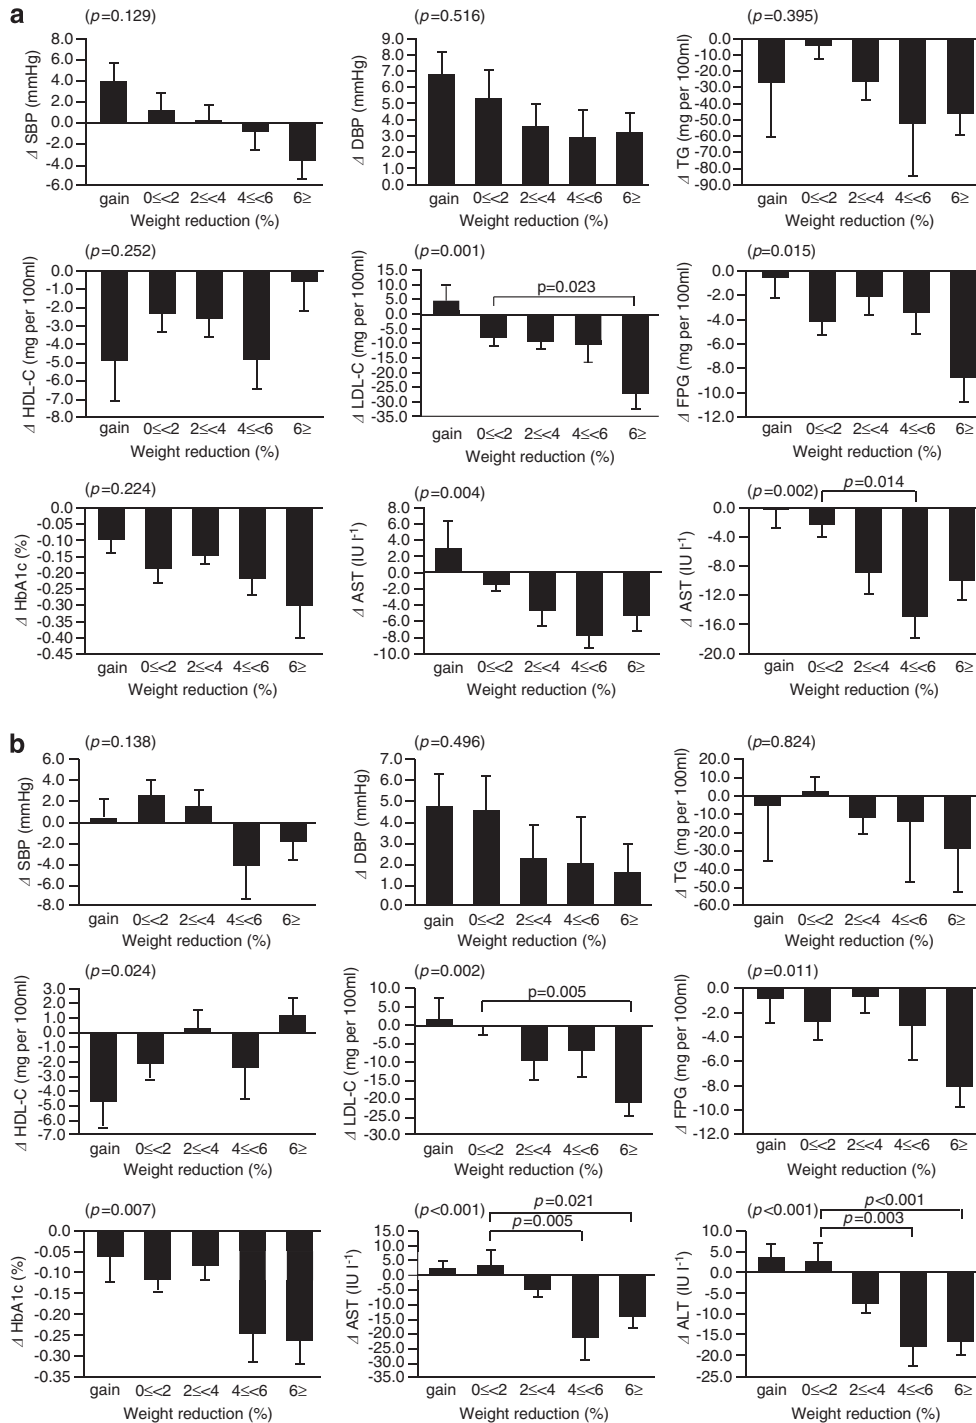 a
(p=0.129)
Δ SBP (mmHg)
8.0
6.0
4.0
2.0
0.0
-2.0
-4.0
-6.0
gain 0≤<2 2≤<4 4≤<6 6≥
Weight reduction (%)
(p=0.516)
Δ DBP (mmHg)
9.0
8.0
7.0
6.0
5.0
4.0
3.0
2.0
1.0
0.0
gain 0≤<2 2≤<4 4≤<6 6≥
Weight reduction (%)
(p=0.395)
Δ TG (mg per 100ml)
0.0
-10.0
-20.0
-30.0
-40.0
-50.0
-60.0
-70.0
-80.0
-90.0
gain 0≤<2 2≤<4 4≤<6 6≥
Weight reduction (%)
(p=0.252)
Δ HDL-C (mg per 100ml)
0.0
-1.0
-2.0
-3.0
-4.0
-5.0
-6.0
-7.0
-8.0
gain 0≤<2 2≤<4 4≤<6 6≥
Weight reduction (%)
(p=0.001)
p=0.023
Δ LDL-C (mg per 100ml)
15.0
10.0
5.0
0.0
-5.0
-10.0
-15.0
-20.0
-25.0
-30.0
-35.0
gain 0≤<2 2≤<4 4≤<6 6≥
Weight reduction (%)
(p=0.015)
Δ FPG (mg per 100ml)
0.0
-2.0
-4.0
-6.0
-8.0
-10.0
-12.0
gain 0≤<2 2≤<4 4≤<6 6≥
Weight reduction (%)
(p=0.224)
Δ HbA1c (%)
0.0
-0.05
-0.10
-0.15
-0.20
-0.25
-0.30
-0.35
-0.40
-0.45
gain 0≤<2 2≤<4 4≤<6 6≥
Weight reduction (%)
(p=0.004)
Δ AST (IU l-1)
8.0
6.0
4.0
2.0
0.0
-2.0
-4.0
-6.0
-8.0
-10.0
gain 0≤<2 2≤<4 4≤<6 6≥
Weight reduction (%)
(p=0.002)
p=0.014
Δ AST (IU l-1)
0.0
-4.0
-8.0
-12.0
-16.0
-20.0
gain 0≤<2 2≤<4 4≤<6 6≥
Weight reduction (%)
b
(p=0.138)
Δ SBP (mmHg)
6.0
4.0
2.0
0.0
-2.0
-4.0
-6.0
-8.0
gain 0≤<2 2≤<4 4≤<6 6≥
Weight reduction (%)
(p=0.496)
Δ DBP (mmHg)
7.0
6.0
5.0
4.0
3.0
2.0
1.0
0.0
gain 0≤<2 2≤<4 4≤<6 6≥
Weight reduction (%)
(p=0.824)
Δ TG (mg per 100ml)
20.0
10.0
0.0
-10.0
-20.0
-30.0
-40.0
-50.0
-60.0
gain 0≤<2 2≤<4 4≤<6 6≥
Weight reduction (%)
(p=0.024)
Δ HDL-C (mg per 100ml)
3.0
2.0
1.0
0.0
-1.0
-2.0
-3.0
-4.0
-5.0
-6.0
-7.0
gain 0≤<2 2≤<4 4≤<6 6≥
Weight reduction (%)
(p=0.002)
p=0.005
Δ LDL-C (mg per 100ml)
10.0
5.0
0.0
-5.0
-10.0
-15.0
-20.0
-25.0
-30.0
gain 0≤<2 2≤<4 4≤<6 6≥
Weight reduction (%)
(p=0.011)
Δ FPG (mg per 100ml)
0.0
-2.0
-4.0
-6.0
-8.0
-10.0
-12.0
gain 0≤<2 2≤<4 4≤<6 6≥
Weight reduction (%)
(p=0.007)
Δ HbA1c (%)
0.0
-0.05
-0.10
-0.15
-0.20
-0.25
-0.30
-0.35
gain 0≤<2 2≤<4 4≤<6 6≥
Weight reduction (%)
(p<0.001)
p=0.021
p=0.005
Δ AST (IU l-1)
15.0
10.0
5.0
0.0
-5.0
-10.0
-15.0
-20.0
-25.0
-30.0
-35.0
gain 0≤<2 2≤<4 4≤<6 6≥
Weight reduction (%)
(p<0.001)
p<0.001
p=0.003
Δ ALT (IU l-1)
10.0
5.0
0.0
-5.0
-10.0
-15.0
-20.0
-25.0
gain 0≤<2 2≤<4 4≤<6 6≥
Weight reduction (%)